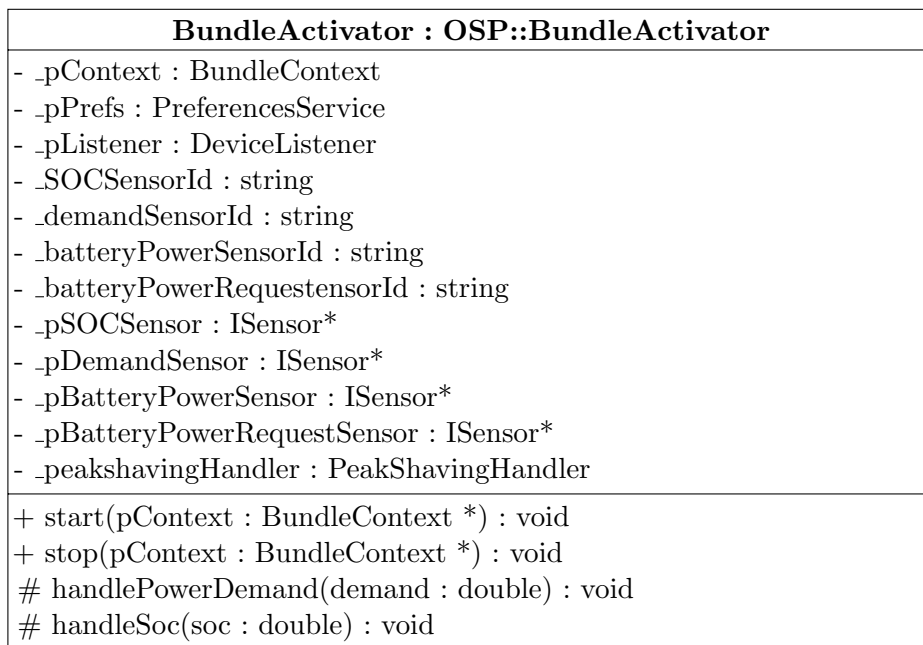 BundleActivator : OSP::BundleActivator
- _pContext : BundleContext
- _pPrefs : PreferencesService
- _pListener : DeviceListener
- _SOCSensorId : string
- _demandSensorId : string
- _batteryPowerSensorId : string
- _batteryPowerRequestensorId : string
- _pSOCSensor : ISensor*
- _pDemandSensor : ISensor*
- _pBatteryPowerSensor : ISensor*
- _pBatteryPowerRequestSensor : ISensor*
- _peakshavingHandler : PeakShavingHandler
+ start(pContext : BundleContext *) : void
+ stop(pContext : BundleContext *) : void
# handlePowerDemand(demand : double) : void
# handleSoc(soc : double) : void